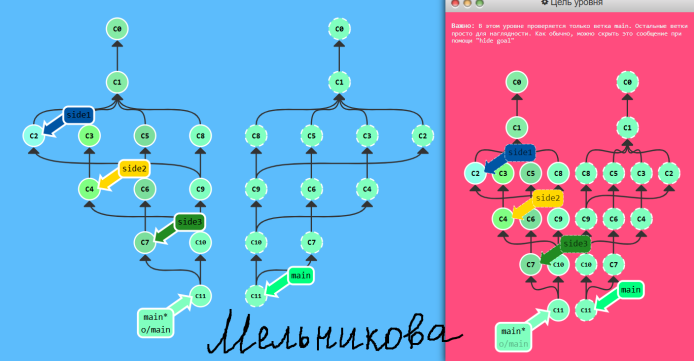 Цель уровня
Важно: В этом уровне проверяется только ветка main. Остальные ветки
просто для наглядности. Как обычно, можно скрыть это сообщение при
помощи "hide goal"
C0
C1
side1
C2 C3 C5 C8
side2
C4 C6 C9
side3
C7 C10
C11
main*
o/main
C0
C1
C8 C5 C3 C2
C9 C6 C4
C10 C7
main
C11
C0 C0
C1 C1
side1
C2 C3 C5 C8 C8 C5 C3 C2
side2
C4 C6 C9 C9 C6 C4
side3
C7 C10 C10 C7
main
C11 C11
main*
o/main
Мельникова